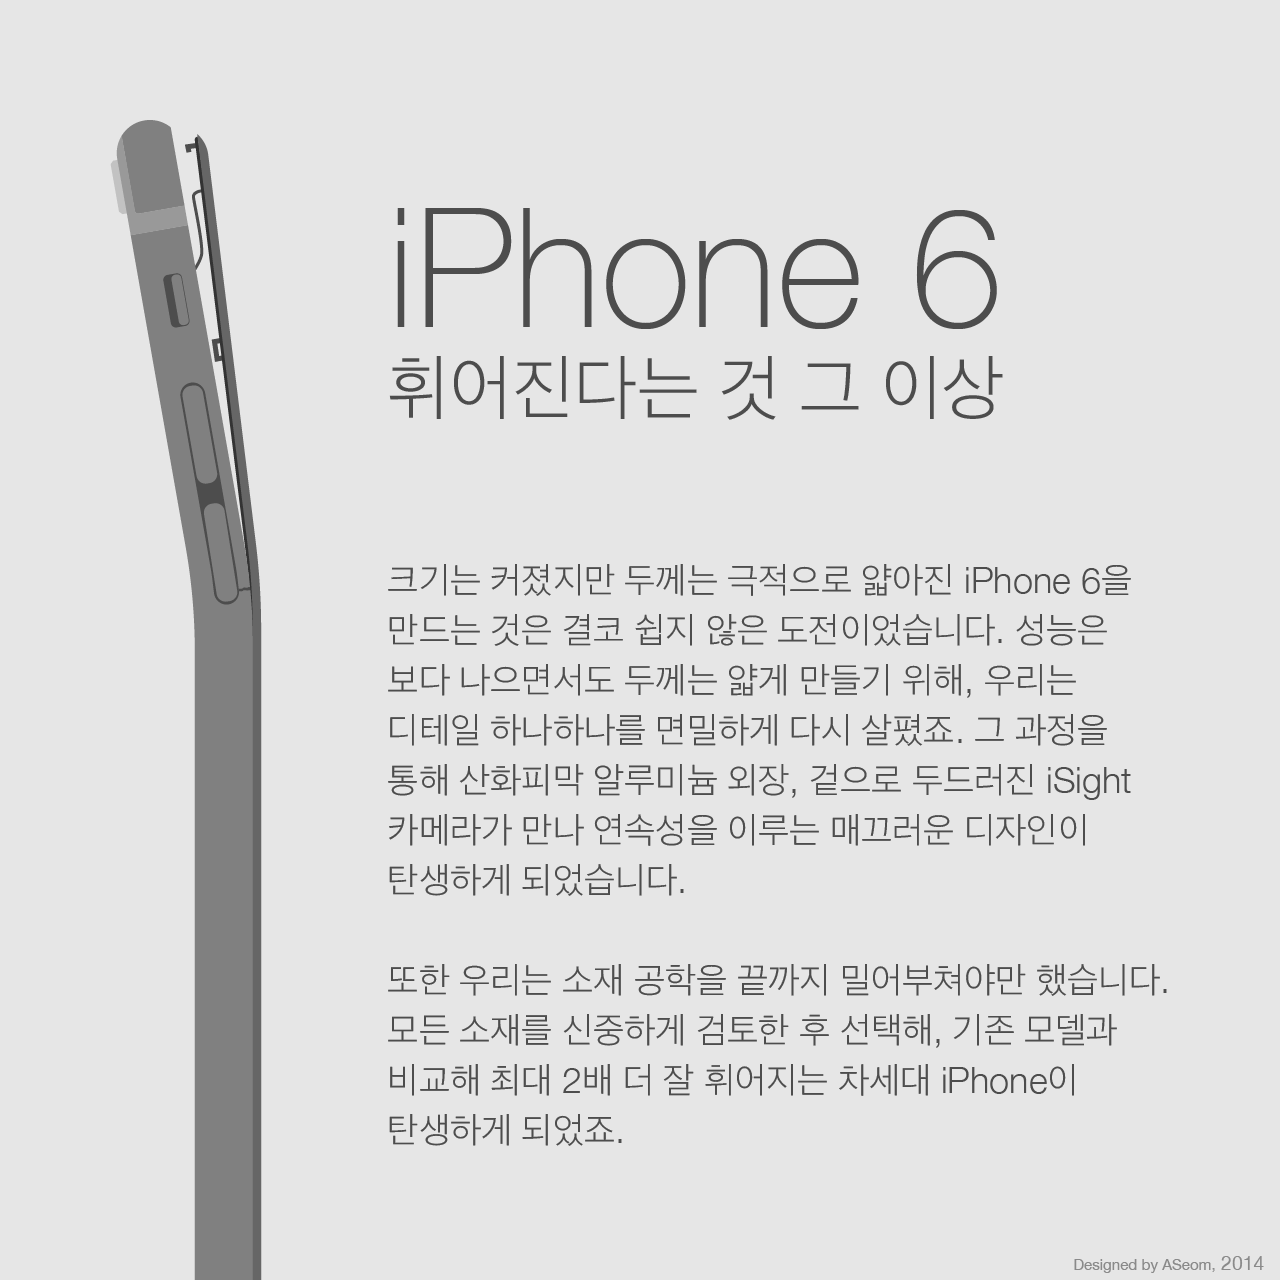 iPhone 6
휘어진다는 것 그 이상
크기는 커졌지만 두께는 극적으로 얇아진 iPhone 6을
만드는 것은 결코 쉽지 않은 도전이었습니다. 성능은
보다 나으면서도 두께는 얇게 만들기 위해, 우리는
디테일 하나하나를 면밀하게 다시 살폈죠. 그 과정을
통해 산화피막 알루미늄 외장, 겉으로 두드러진 iSight
카메라가 만나 연속성을 이루는 매끄러운 디자인이
탄생하게 되었습니다.
또한 우리는 소재 공학을 끝까지 밀어부쳐야만 했습니다.
모든 소재를 신중하게 검토한 후 선택해, 기존 모델과
비교해 최대 2배 더 잘 휘어지는 차세대 iPhone이
탄생하게 되었죠.
Designed by ASeom, 2014